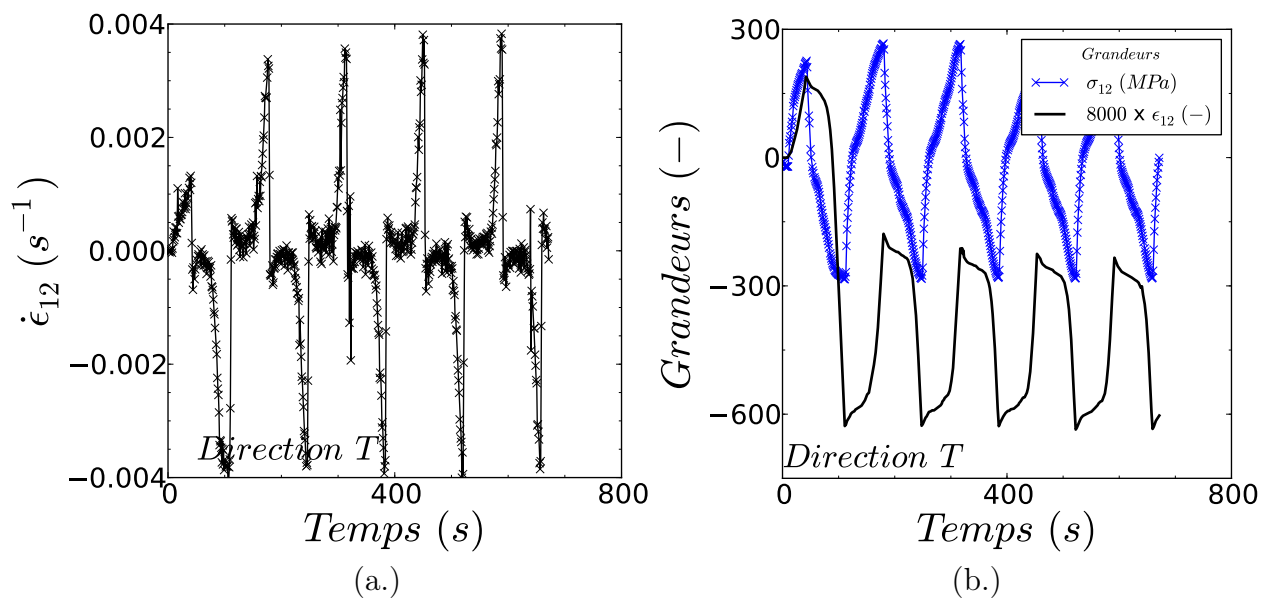 0.004
0.002
0.000
−0.002
−0.004
ϵ̇₁₂ (s⁻¹)
Direction T
0
400
800
Temps (s)
(a.)
300
0
−300
−600
Grandeurs (−)
Grandeurs
σ₁₂ (MPa)
8000 x ϵ₁₂ (−)
Direction T
0
400
800
Temps (s)
(b.)